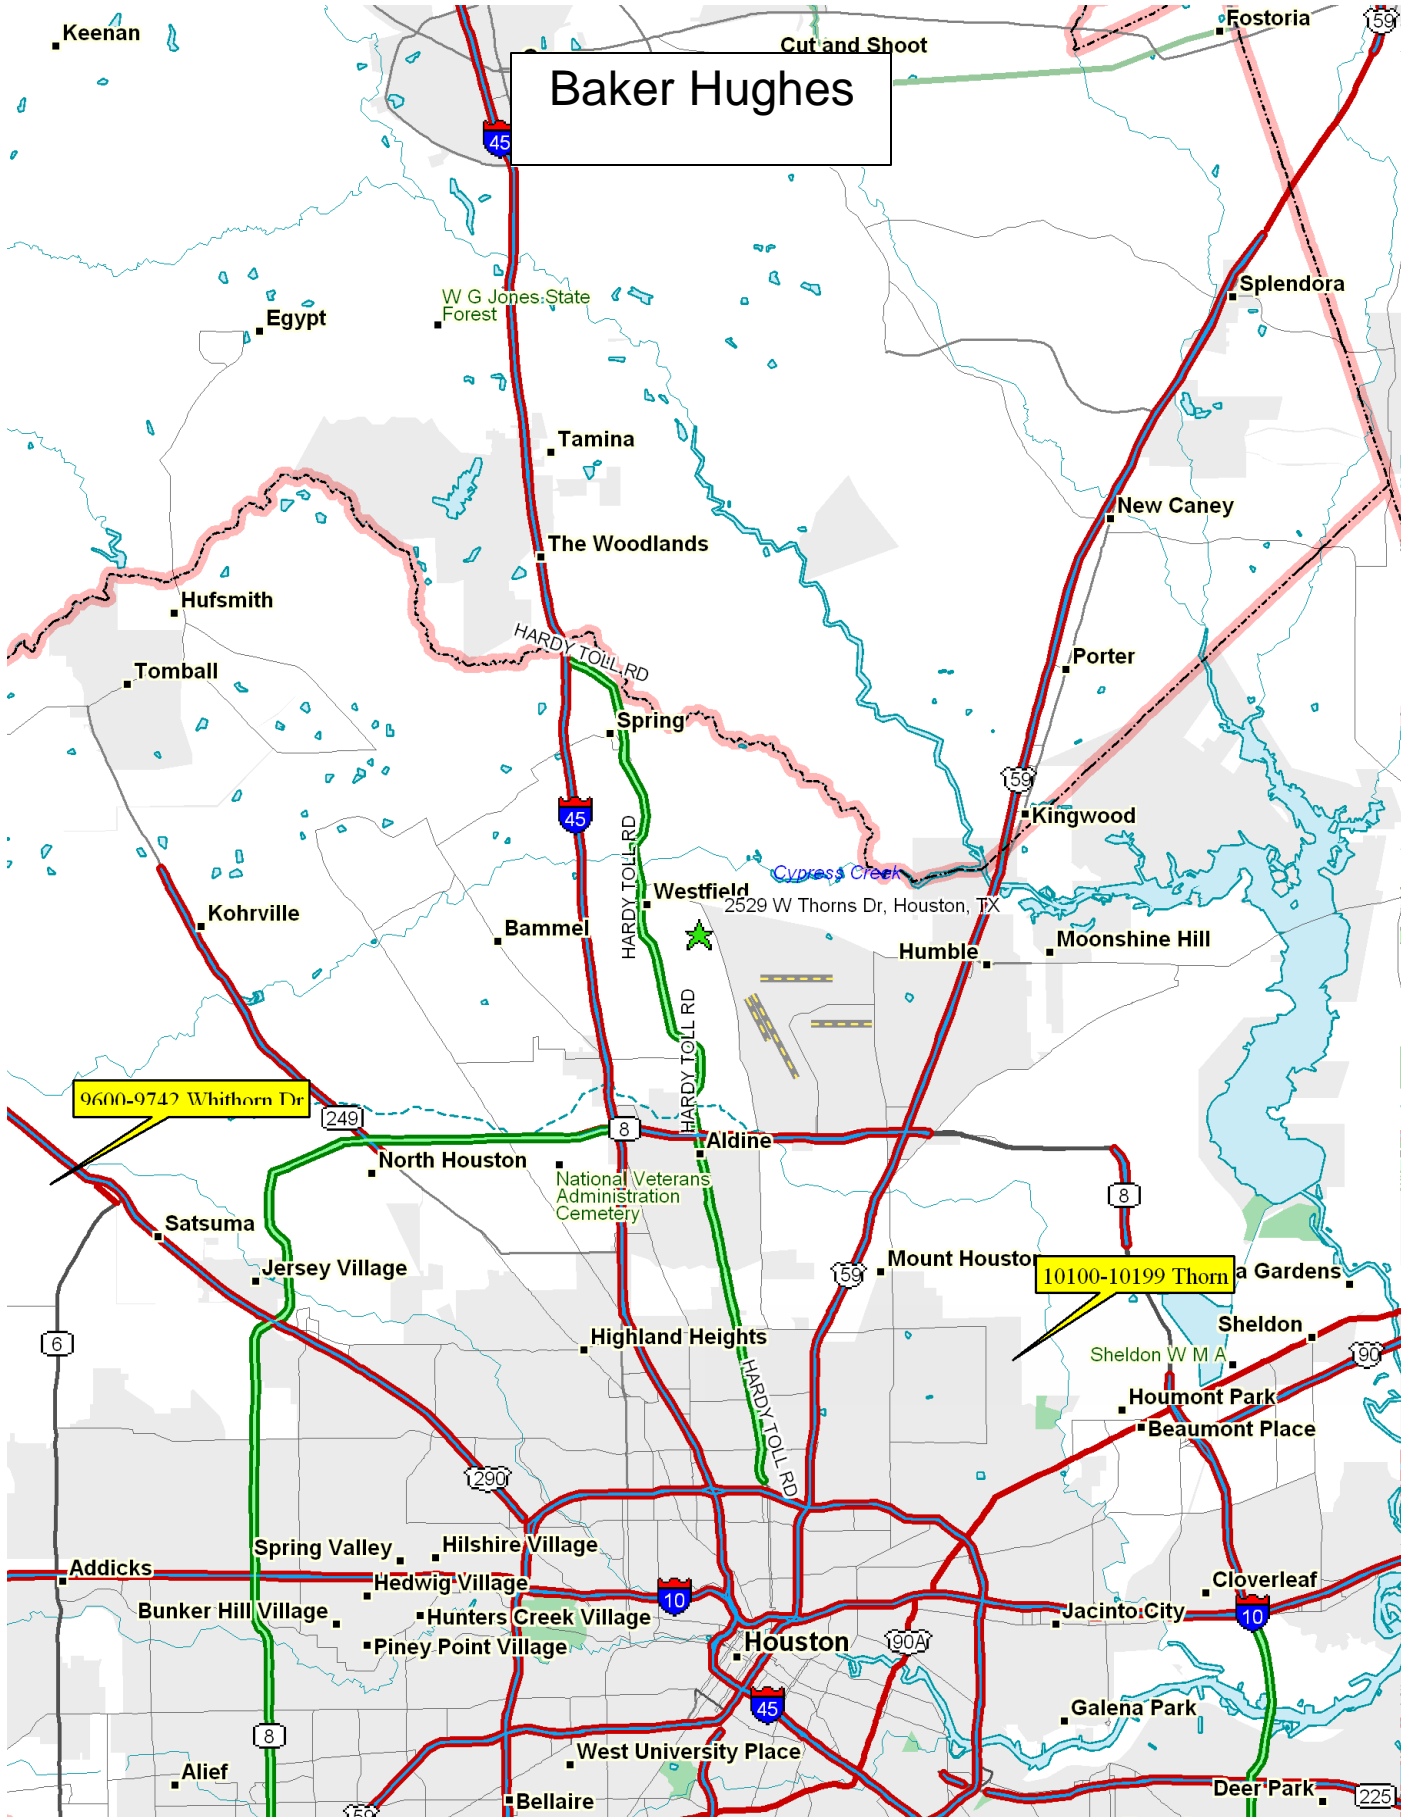 Keenan
Fostoria
59
Cut and Shoot
Baker Hughes
45
Splendora
W G Jones State
Forest
Egypt
Tamina
New Caney
The Woodlands
Hufsmith
HARDY TOLL RD
Porter
Tomball
Spring
59
45
Kingwood
HARDY TOLL RD
Cypress Creek
Westfield
2529 W Thorns Dr, Houston, TX
Kohrville
Bammel
Humble
Moonshine Hill
HARDY TOLL RD
9600-9742 Whithorn Dr
249
8
Aldine
North Houston
National Veterans
Administration
Cemetery
8
Satsuma
Jersey Village
Mount Houston
59
10100-10199 Thorn
a Gardens
6
Highland Heights
Sheldon
Sheldon W M A
90
HARDY TOLL RD
Houmont Park
Beaumont Place
290
Spring Valley
Hilshire Village
Addicks
Hedwig Village
10
Cloverleaf
Bunker Hill Village
Hunters Creek Village
Jacinto City
10
Piney Point Village
Houston
90A
45
Galena Park
8
West University Place
Alief
Deer Park
225
Bellaire
59